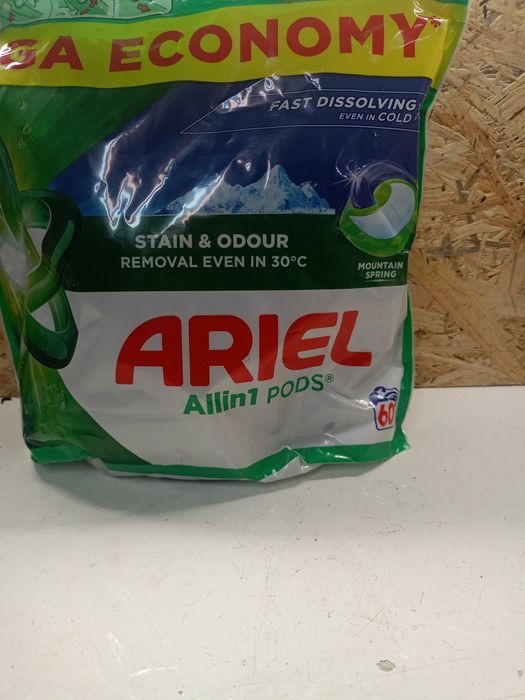 GA ECONOMY*
FAST DISSOLVING
EVEN IN COLD
STAIN & ODOUR
REMOVAL EVEN IN 30°C
MOUNTAIN
SPRING
ARIEL
Allin1 PODS®
60